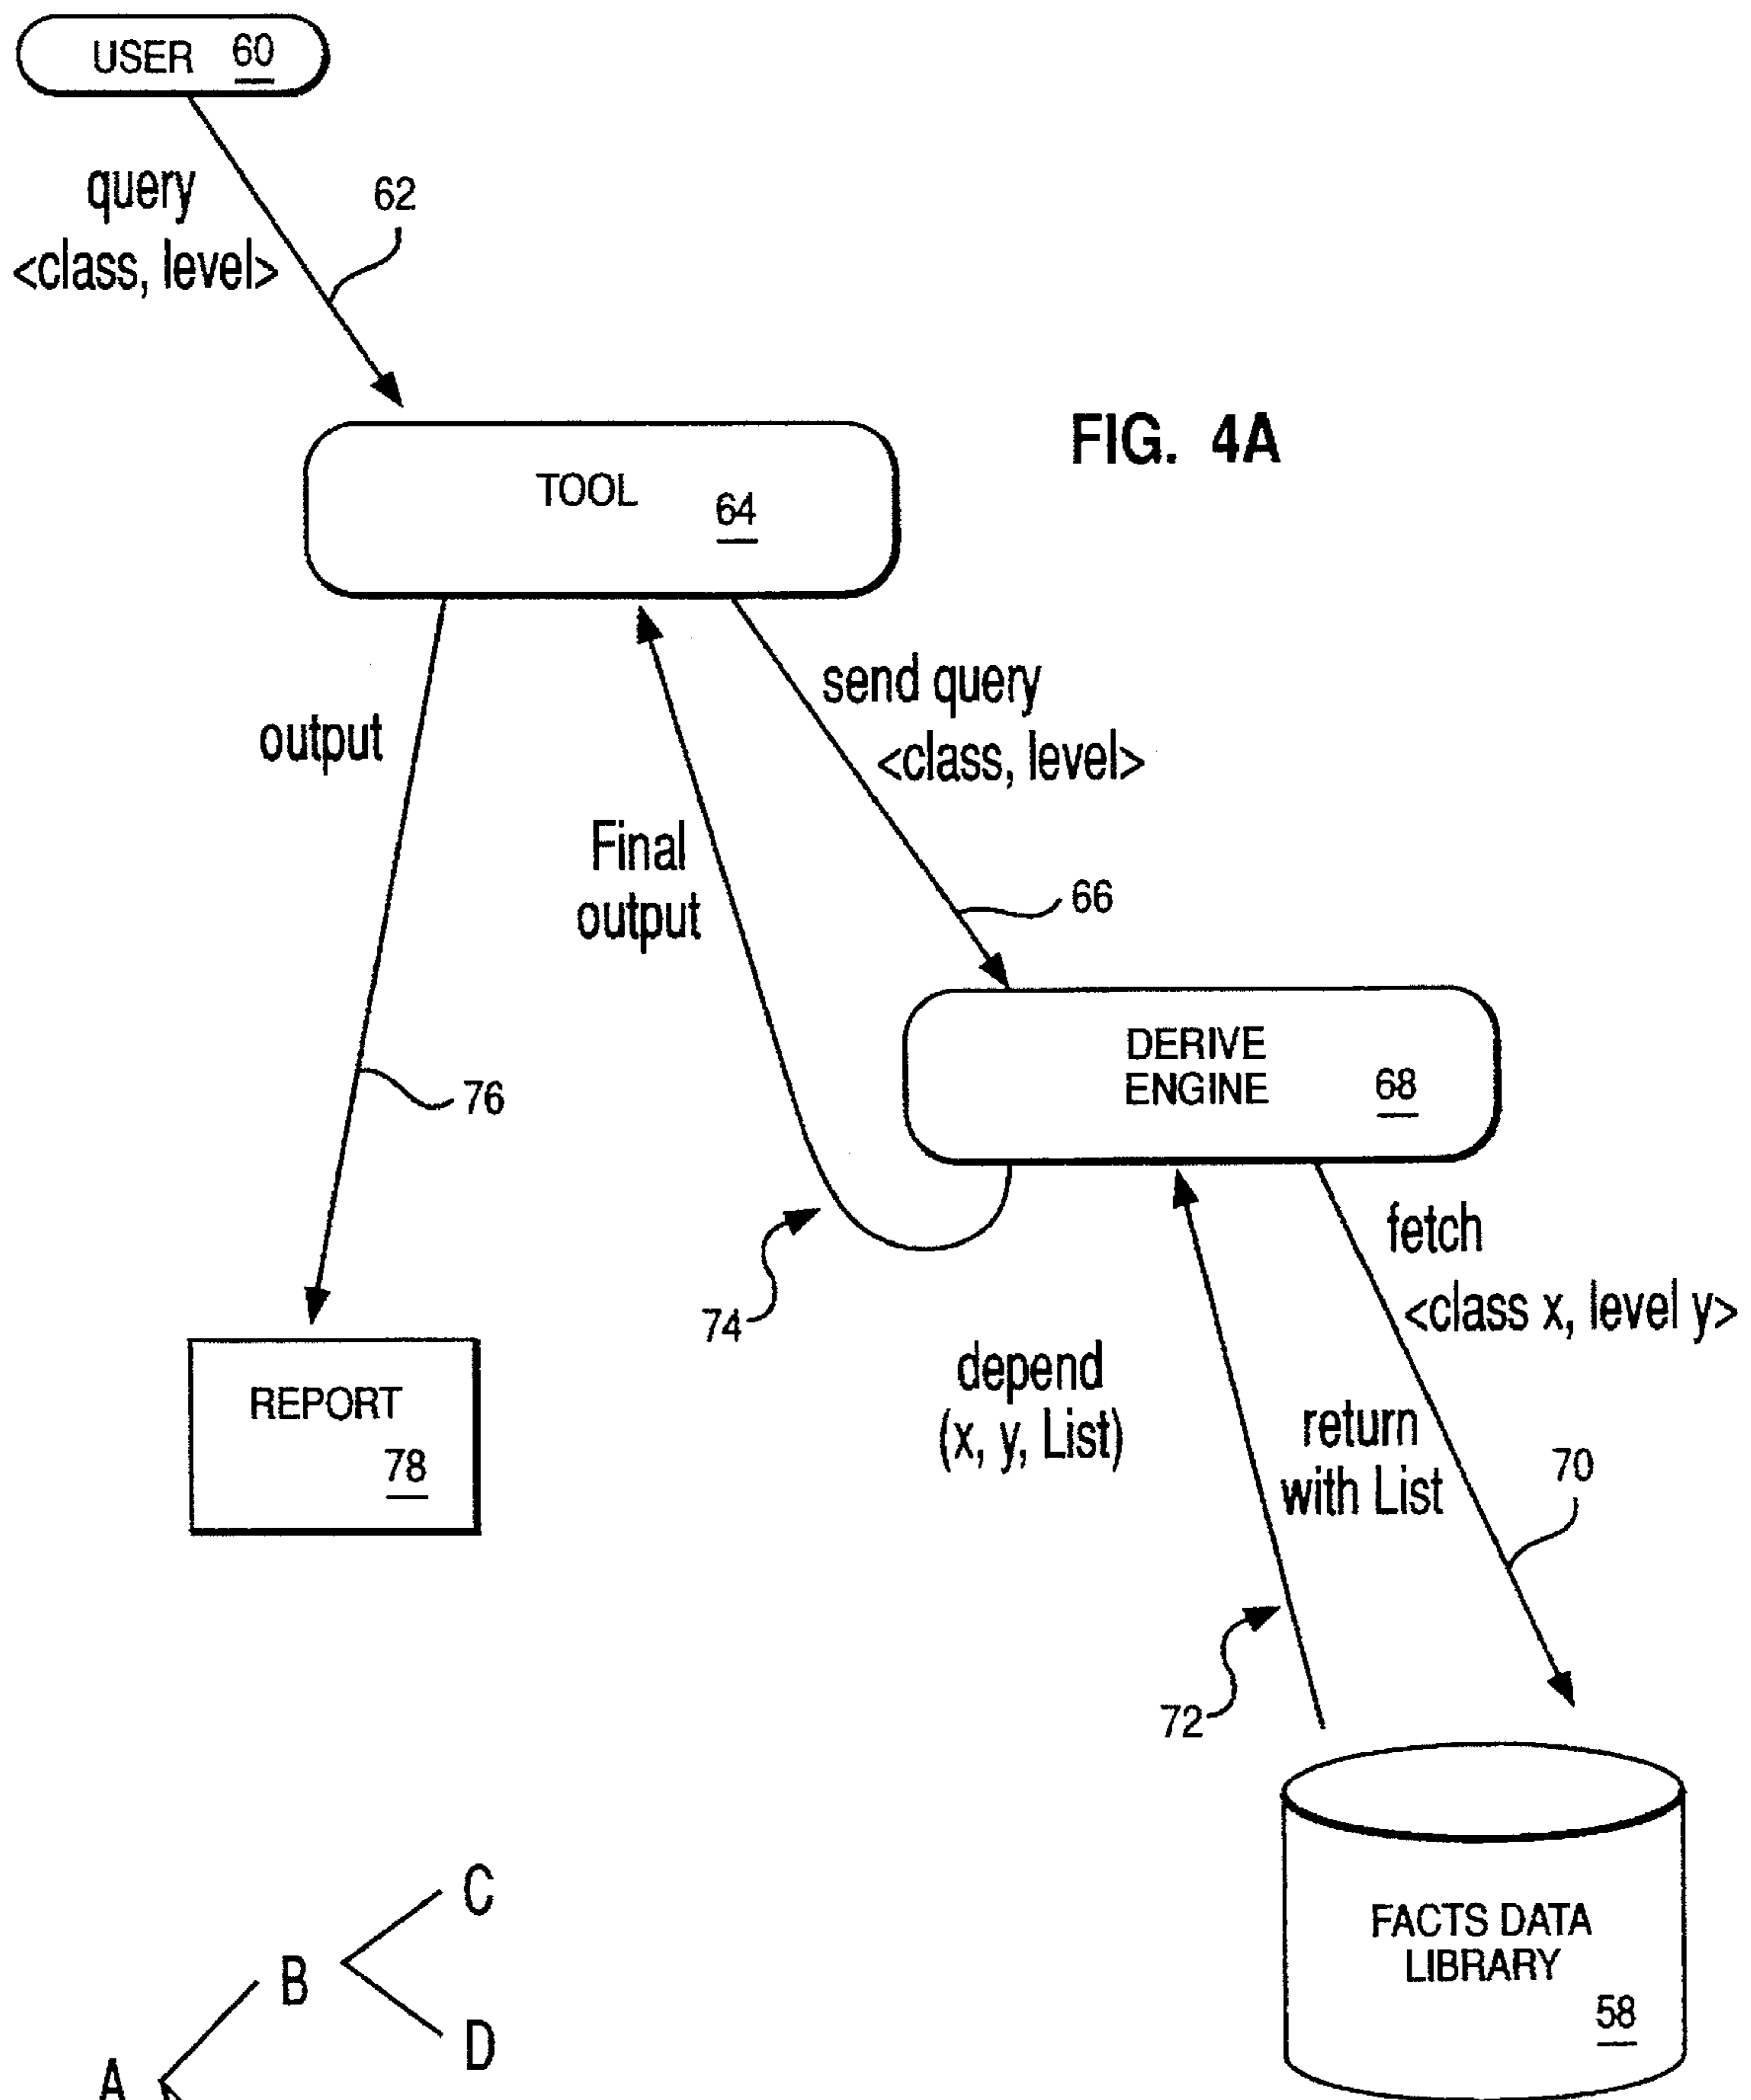 USER 60
query
<class, level>
62
FIG. 4A
TOOL
64
send query
<class, level>
output
Final
output
66
DERIVE
ENGINE
68
76
fetch
<class x, level y>
74
depend
(x, y, List)
return
with List
REPORT
78
70
72
C
B
D
A
FACTS DATA
LIBRARY
58